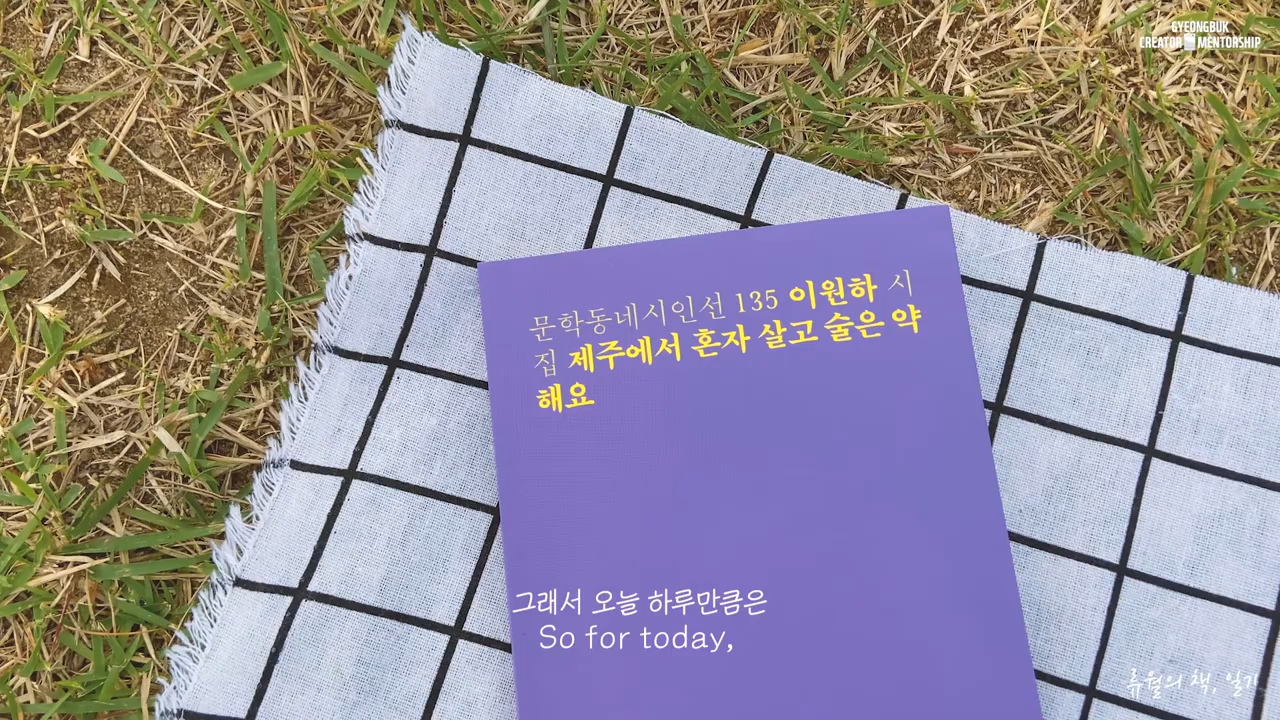 GYEONGBUK
CREATOR MENTORSHIP
문학동네시인선 135 이원하 시
집 제주에서 혼자 살고 술은 약
해요
그래서 오늘 하루만큼은
So for today,
류월의 책, 일기